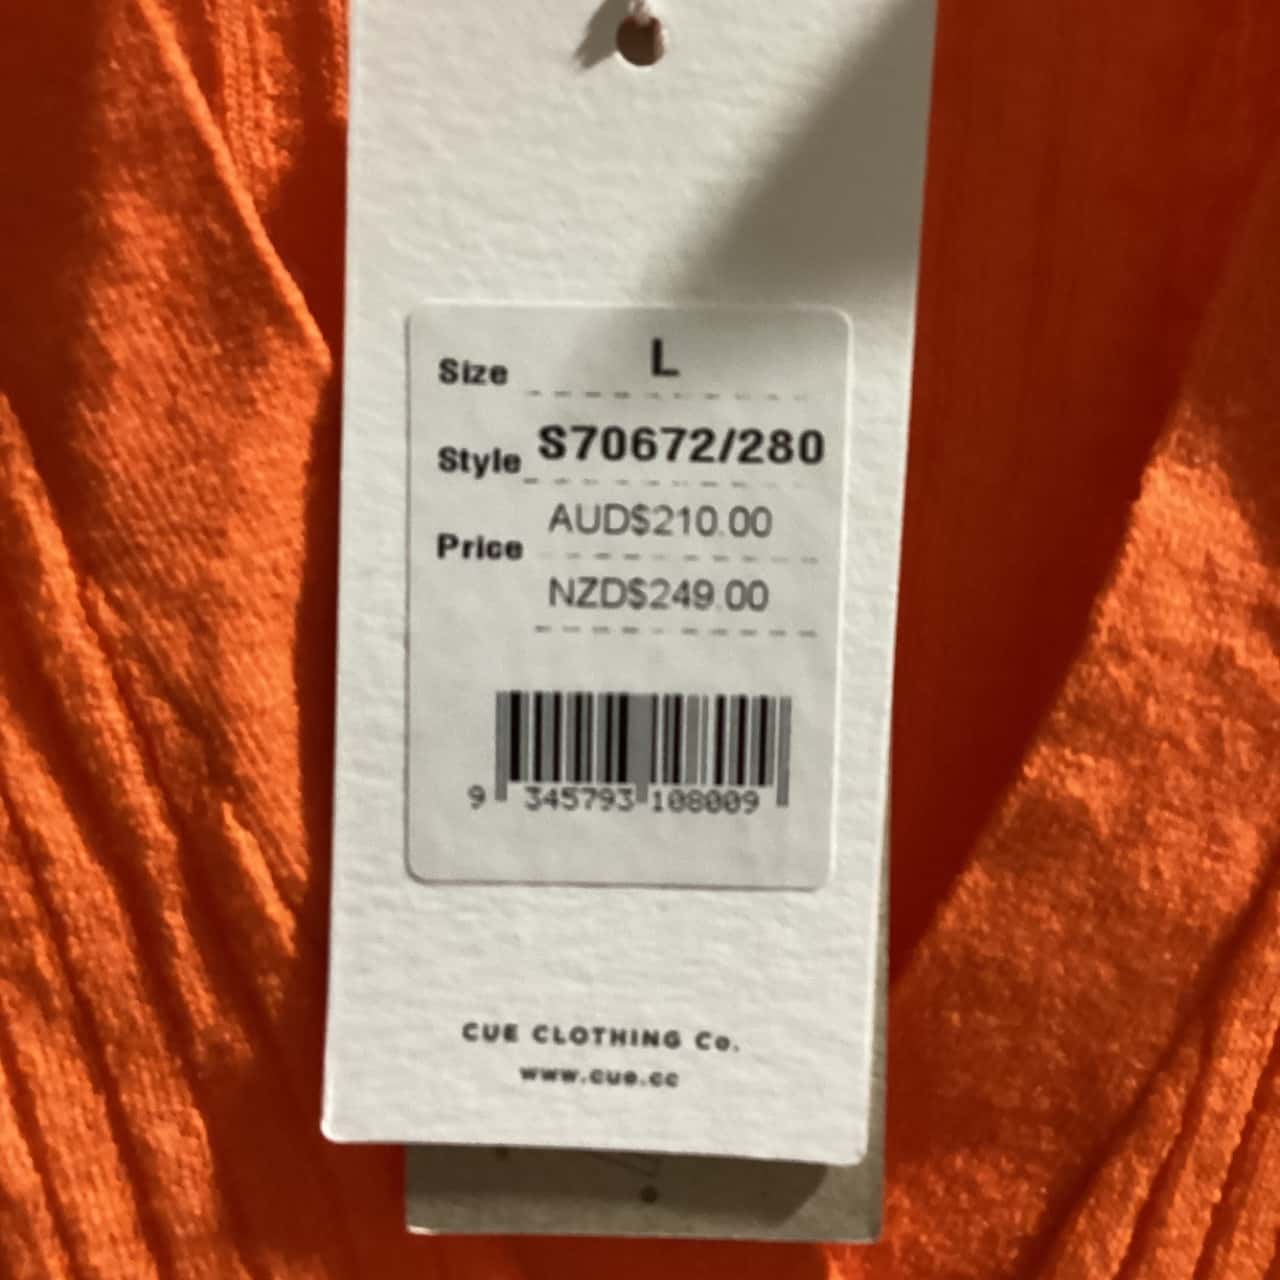 Size L
Style S70672/280
Price AUD$210.00
NZD$249.00
9 345793 108009
CUE CLOTHING Co.
www.cue.cc